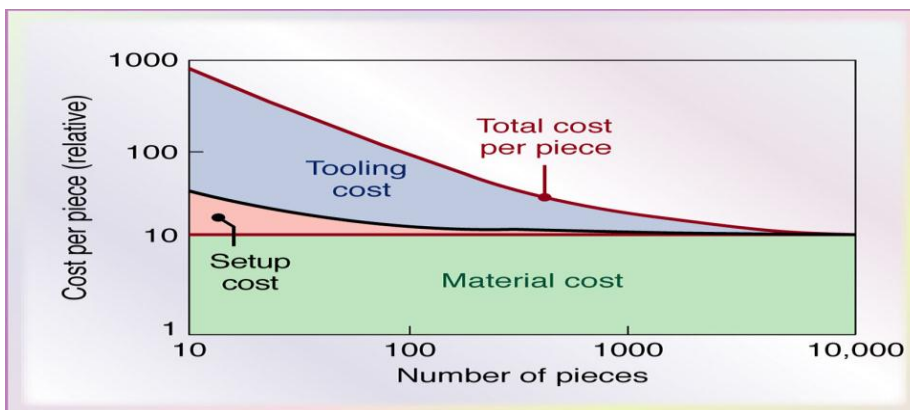 Cost per piece (relative)
1000
100
10
1
Total cost
per piece
Tooling
cost
Setup
cost
Material cost
10
100
1000
10,000
Number of pieces